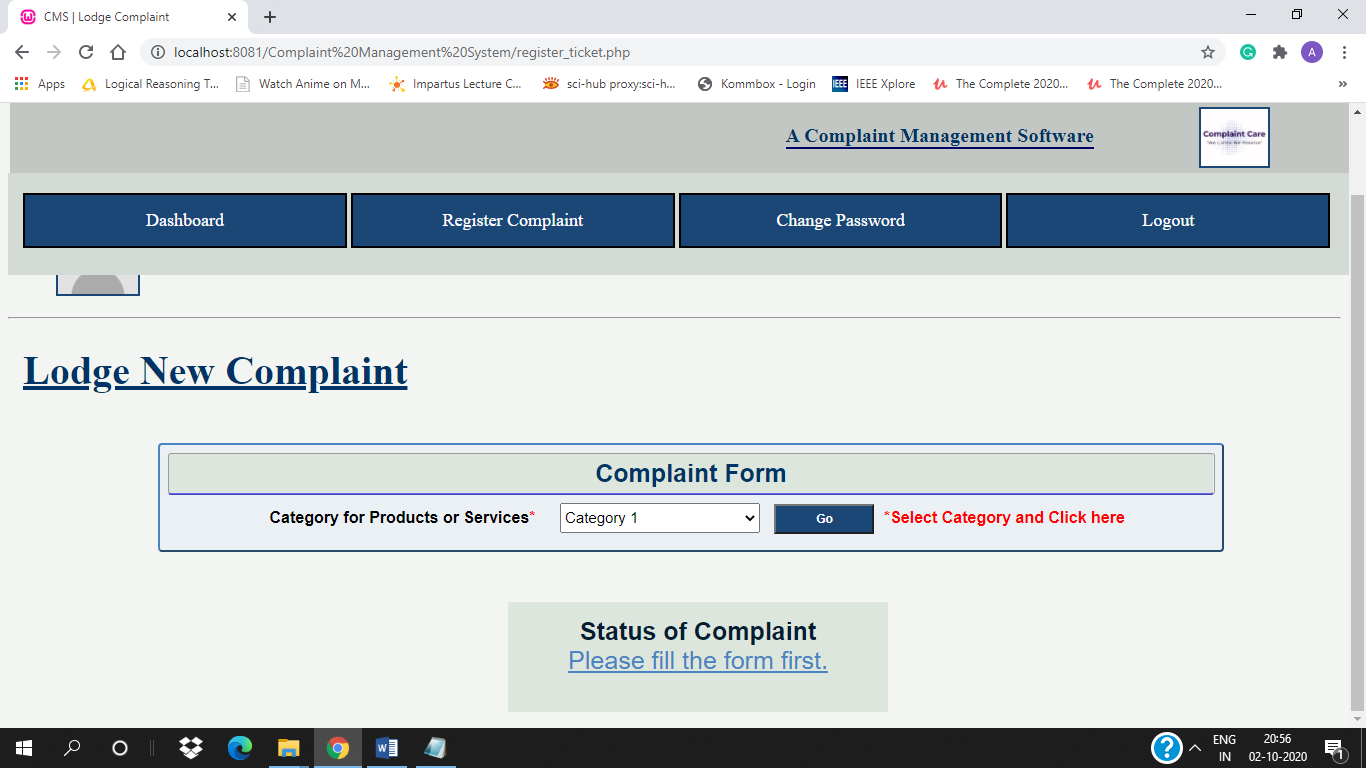 CMS | Lodge Complaint
localhost:8081/Complaint%20Management%20System/register_ticket.php
A
Apps
Logical Reasoning T...
Watch Anime on M...
Impartus Lecture C...
sci-hub proxy:sci-h...
Kommbox - Login
IEEE
IEEE Xplore
The Complete 2020...
The Complete 2020...
»
A Complaint Management Software
Complaint Care
Dashboard
Register Complaint
Change Password
Logout
Lodge New Complaint
Complaint Form
Category for Products or Services*
Category 1
Go
*Select Category and Click here
Status of Complaint
Please fill the form first.
ENG
IN
20:56
02-10-2020
1